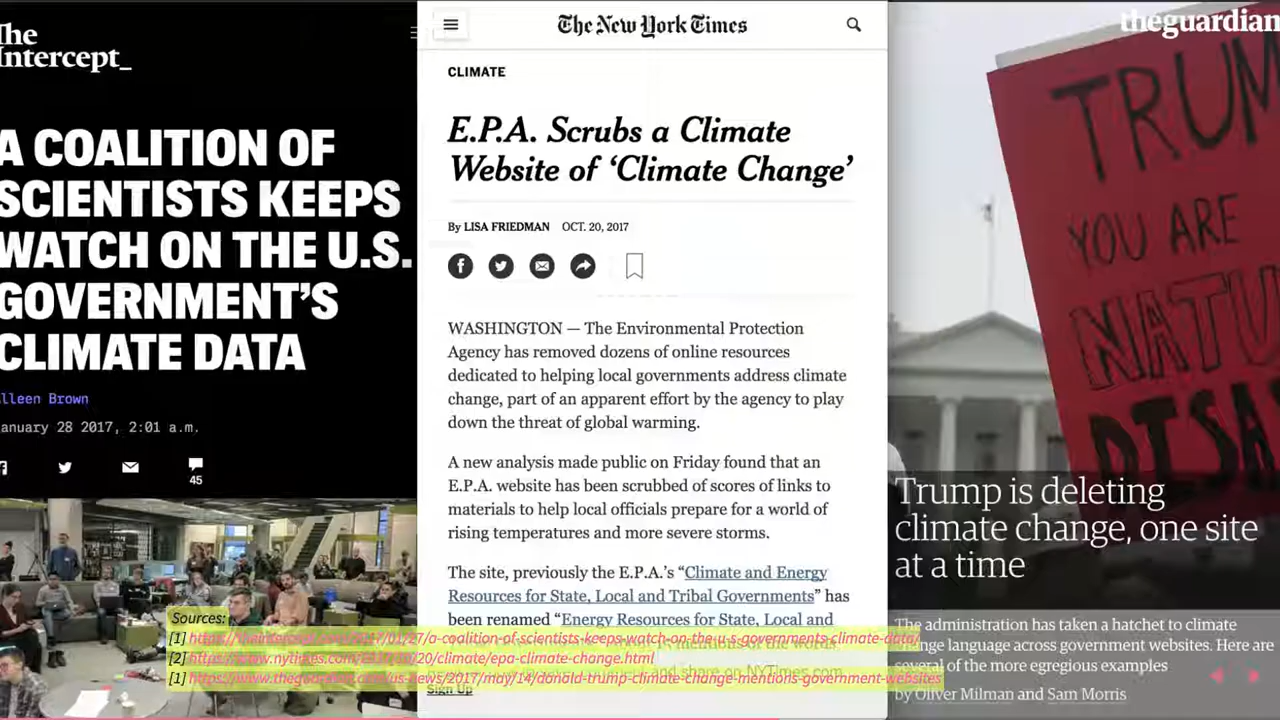 The
Intercept_
A COALITION OF
SCIENTISTS KEEPS
WATCH ON THE U.S.
GOVERNMENT'S
CLIMATE DATA
lleen Brown
anuary 28 2017, 2:01 a.m.
45
The New York Times
CLIMATE
E.P.A. Scrubs a Climate
Website of ‘Climate Change’
By LISA FRIEDMAN OCT. 20, 2017
WASHINGTON — The Environmental Protection
Agency has removed dozens of online resources
dedicated to helping local governments address climate
change, part of an apparent effort by the agency to play
down the threat of global warming.
A new analysis made public on Friday found that an
E.P.A. website has been scrubbed of scores of links to
materials to help local officials prepare for a world of
rising temperatures and more severe storms.
The site, previously the E.P.A.’s “Climate and Energy
Resources for State, Local and Tribal Governments” has
been renamed “Energy Resources for State, Local and
Sign Up
theguardian
TRUM
YOU ARE
NATU
DISA
Trump is deleting
climate change, one site
at a time
The administration has taken a hatchet to climate
change language across government websites. Here are
several of the more egregious examples
by Oliver Milman and Sam Morris
Sources:
[1] https://theintercept.com/2017/01/27/a-coalition-of-scientists-keeps-watch-on-the-u-s-governments-climate-data/
[2] https://www.nytimes.com/2017/10/20/climate/epa-climate-change.html
[1] https://www.theguardian.com/us-news/2017/may/14/donald-trump-climate-change-mentions-government-websites